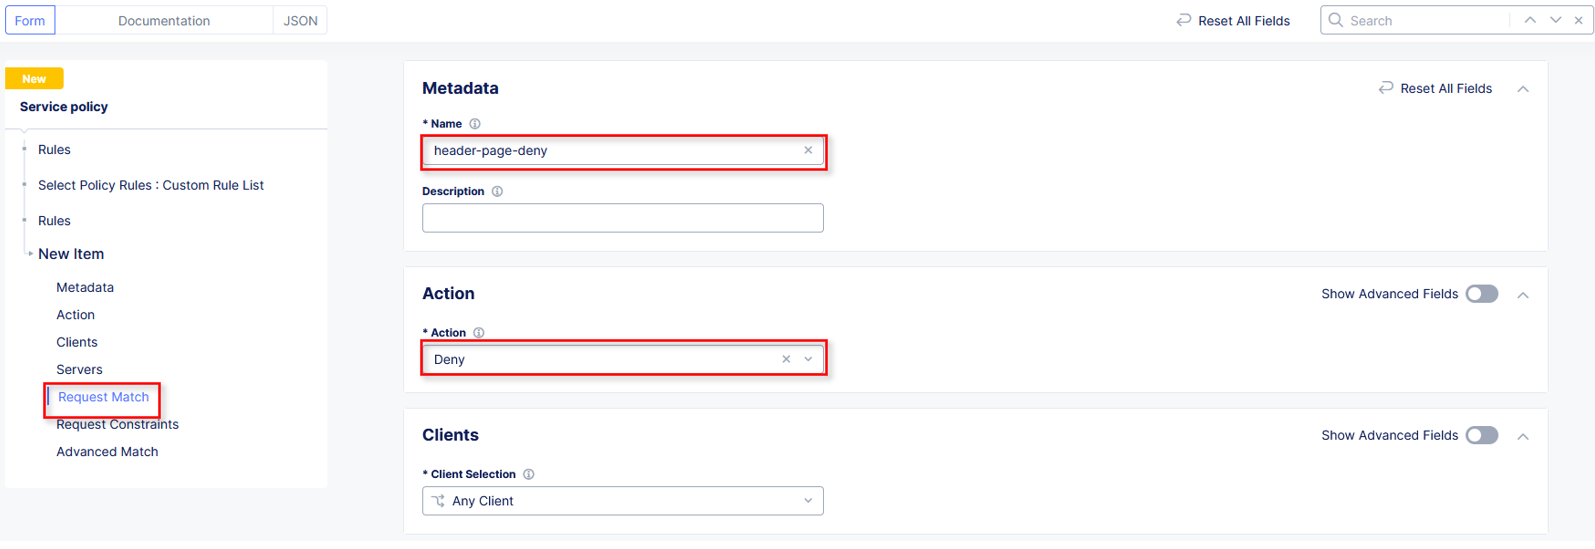 Form Documentation JSON Reset All Fields Search
New
Service policy
Rules
Select Policy Rules : Custom Rule List
Rules
New Item
Metadata
Action
Clients
Servers
Request Match
Request Constraints
Advanced Match
Metadata Reset All Fields
* Name
header-page-deny
Description
Action Show Advanced Fields
* Action
Deny
Clients Show Advanced Fields
* Client Selection
Any Client